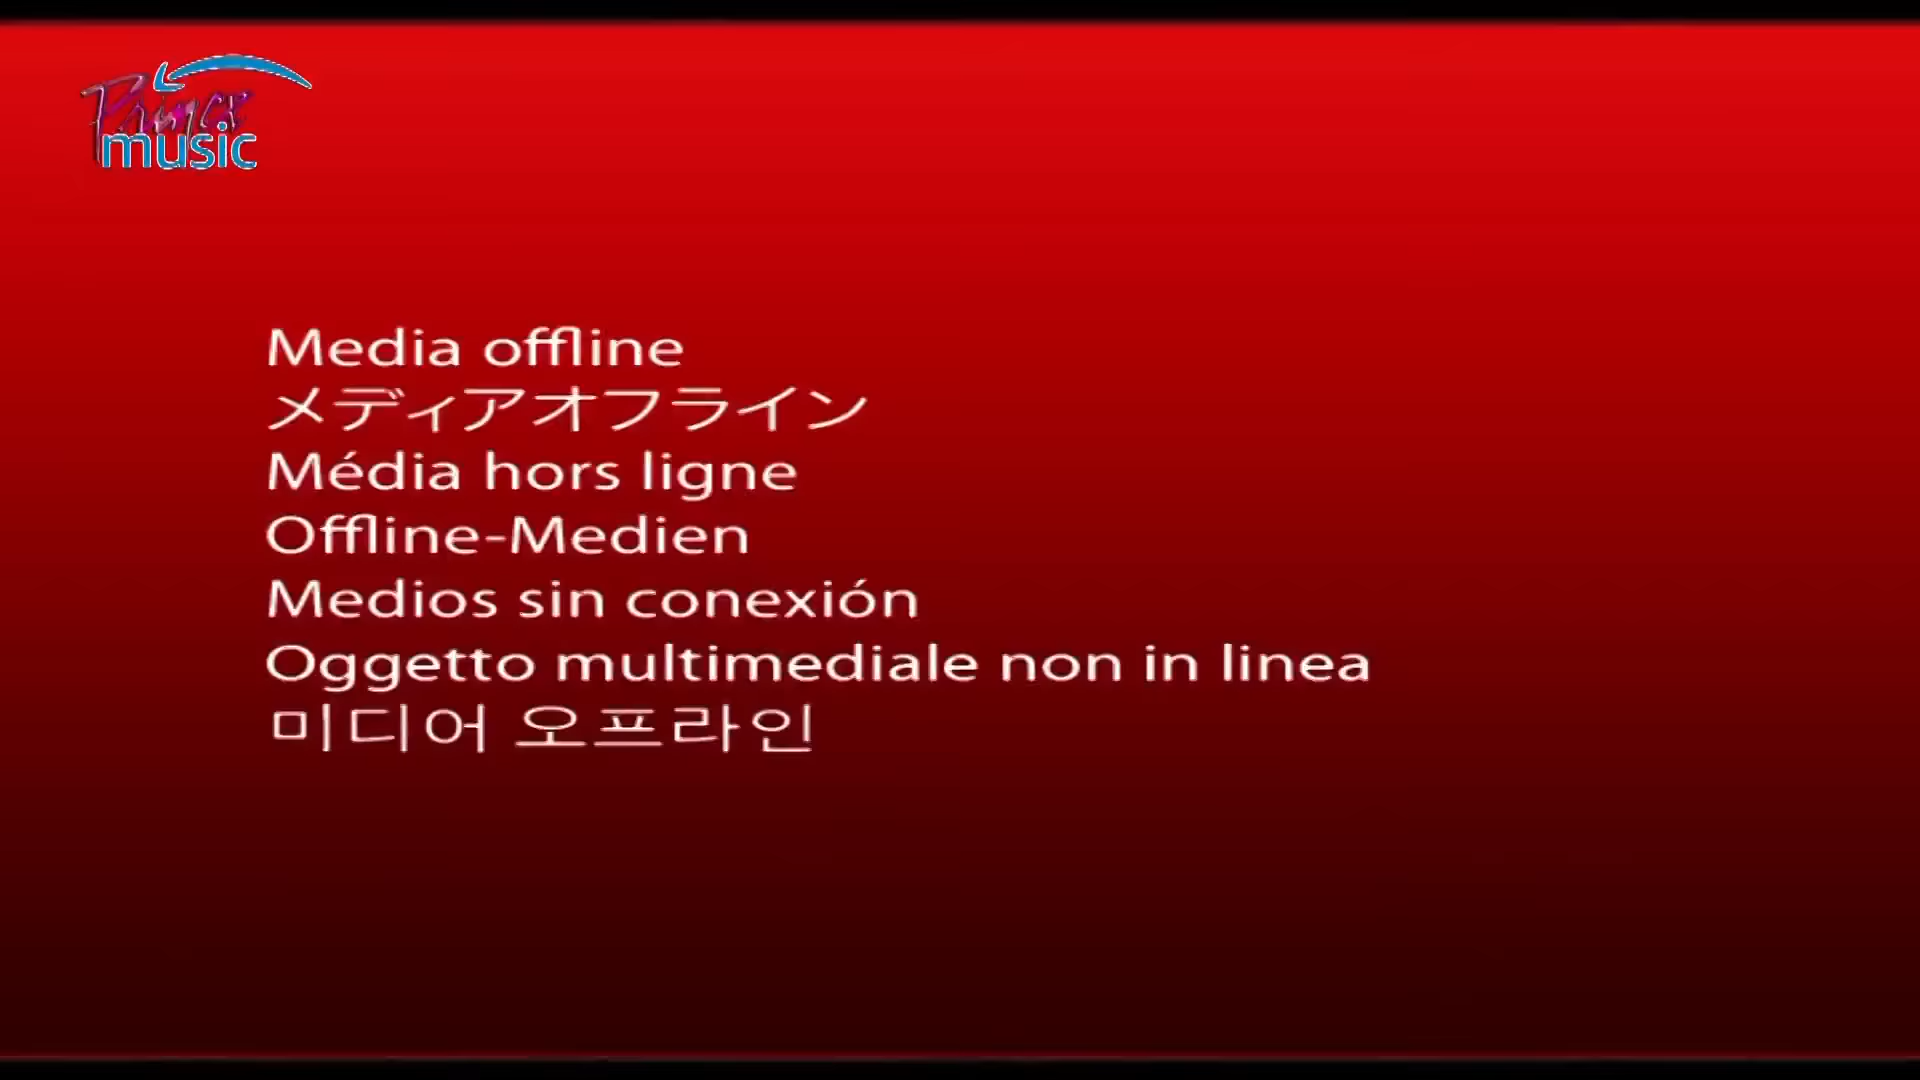 Prince
music
Media offline
メディアオフライン
Média hors ligne
Offline-Medien
Medios sin conexión
Oggetto multimediale non in linea
미디어 오프라인